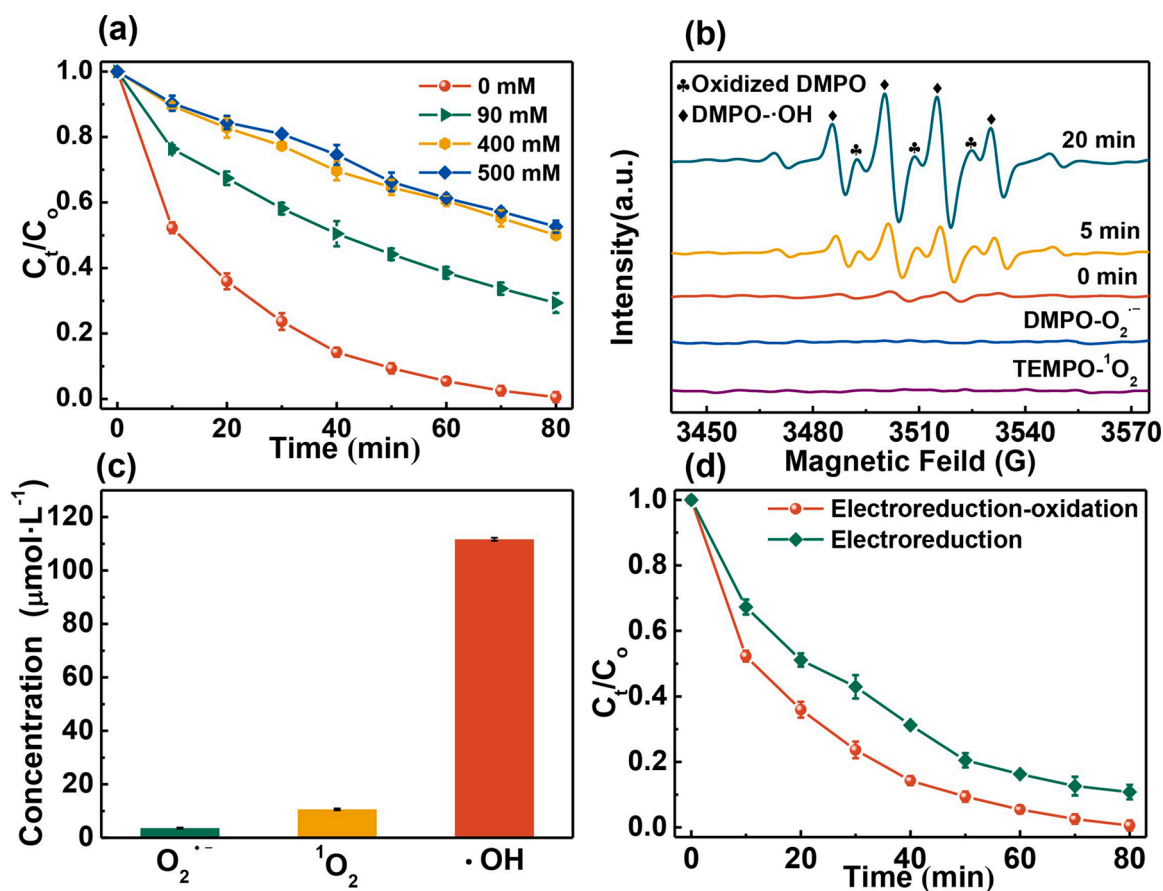 (a)
1.0
0.8
0.6
0.4
0.2
0.0
Cₜ/Cₒ
0 mM
90 mM
400 mM
500 mM
0 20 40 60 80
Time (min)
(b)
♣Oxidized DMPO
♦DMPO-·OH
20 min
5 min
0 min
DMPO-O₂·⁻
TEMPO-¹O₂
Intensity(a.u.)
3450 3480 3510 3540 3570
Magnetic Feild (G)
(c)
120
100
80
60
40
20
0
Concentration (μmol·L⁻¹)
O₂·⁻ ¹O₂ ·OH
(d)
1.0
0.8
0.6
0.4
0.2
0.0
Cₜ/Cₒ
Electroreduction-oxidation
Electroreduction
0 20 40 60 80
Time (min)